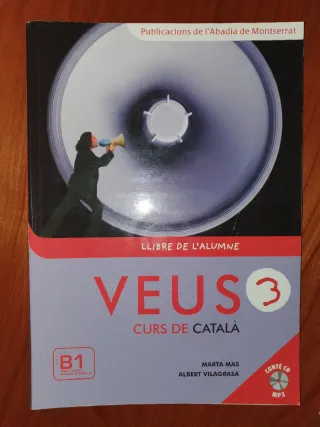 Publicacions de l'Abadia de Montserrat
LLIBRE DE L'ALUMNE
VEUS 3
CURS DE CATALÀ
MARTA MAS
ALBERT VILAGRASA
B1
CONTÉ CD
MP3